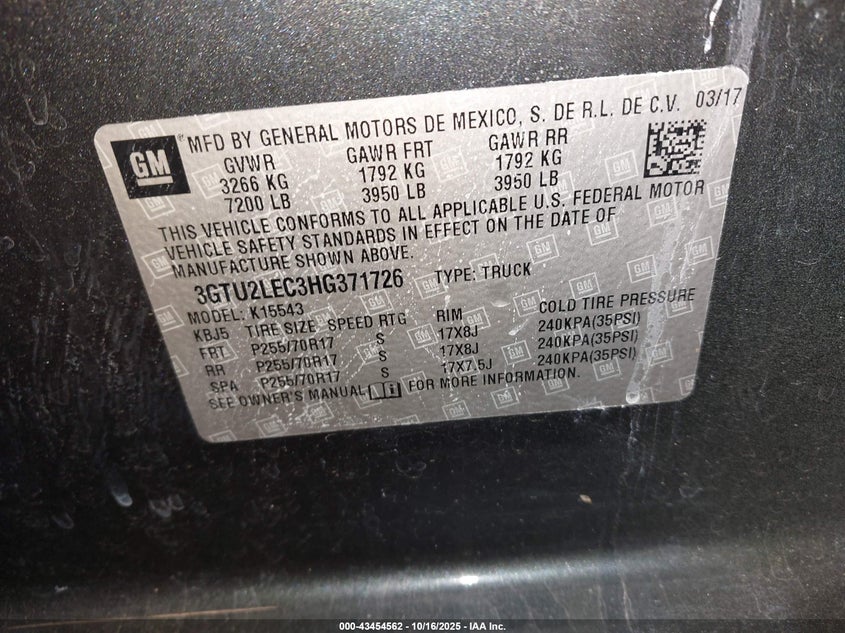 MFD BY GENERAL MOTORS DE MEXICO, S. DE R.L. DE C.V. 03/17
GM
GVWR GAWR FRT GAWR RR
3266 KG 1792 KG 1792 KG
7200 LB 3950 LB 3950 LB
THIS VEHICLE CONFORMS TO ALL APPLICABLE U.S. FEDERAL MOTOR
VEHICLE SAFETY STANDARDS IN EFFECT ON THE DATE OF
MANUFACTURE SHOWN ABOVE.
3GTU2LEC3HG371726 TYPE: TRUCK
MODEL: K15543
KBJ5 TIRE SIZE SPEED RTG RIM COLD TIRE PRESSURE
FRT P255/70R17 S 17X8J 240KPA(35PSI)
RR P255/70R17 S 17X8J 240KPA(35PSI)
SPA P255/70R17 S 17X7.5J 240KPA(35PSI)
SEE OWNER'S MANUAL i FOR MORE INFORMATION.
000-43454562 - 10/16/2025 - IAA Inc.